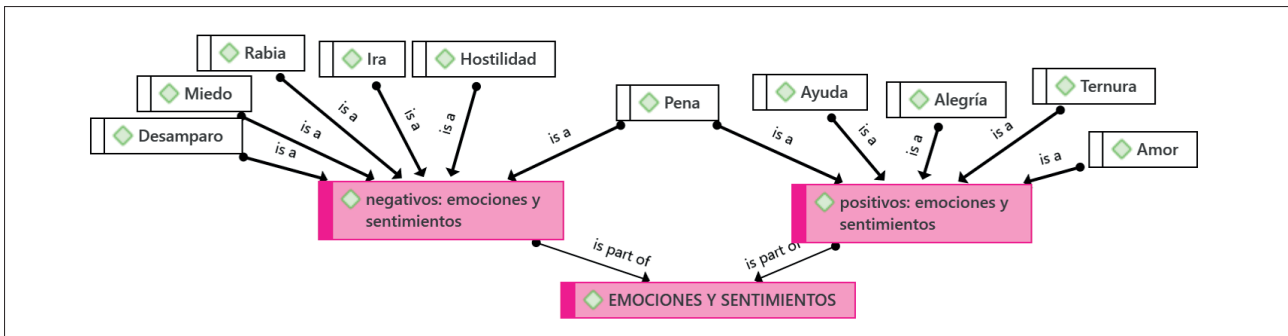 Rabia
Ira
Hostilidad
Miedo
Pena
Ayuda
Alegría
Ternura
Desamparo
Amor
is a
is a
is a
is a
is a
is a
is a
is a
is a
is a
is a
negativos: emociones y
sentimientos
positivos: emociones y
sentimientos
is part of
is part of
EMOCIONES Y SENTIMIENTOS